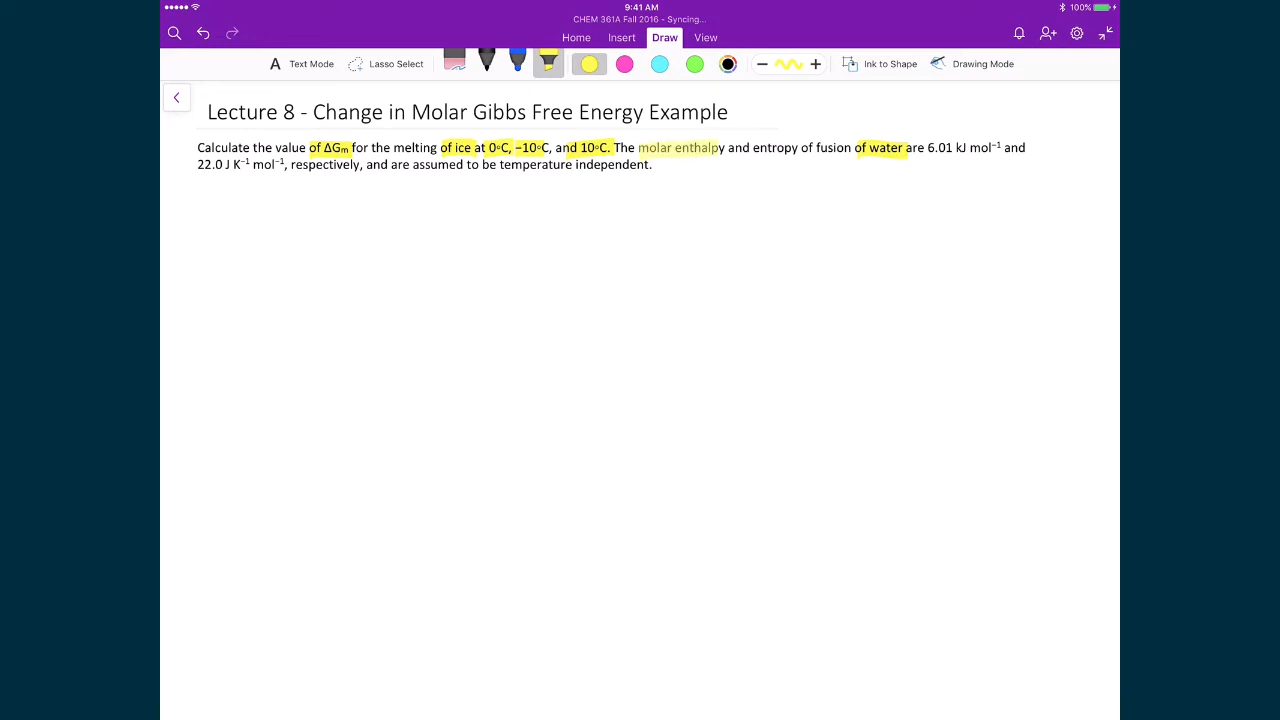 9:41 AM
100%
CHEM 361A Fall 2016 - Syncing...
Home Insert Draw View
A Text Mode Lasso Select Ink to Shape Drawing Mode
Lecture 8 - Change in Molar Gibbs Free Energy Example
Calculate the value of ΔGₘ for the melting of ice at 0◦C, −10◦C, and 10◦C. The molar enthalpy and entropy of fusion of water are 6.01 kJ mol⁻¹ and
22.0 J K⁻¹ mol⁻¹, respectively, and are assumed to be temperature independent.